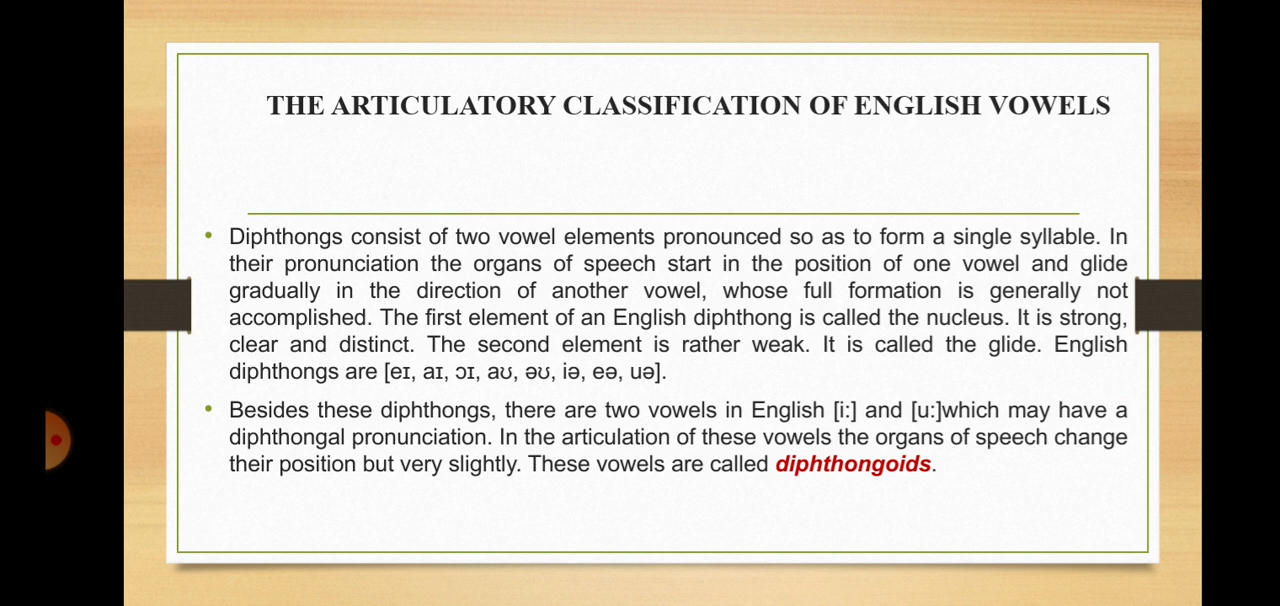 THE ARTICULATORY CLASSIFICATION OF ENGLISH VOWELS
• Diphthongs consist of two vowel elements pronounced so as to form a single syllable. In
their pronunciation the organs of speech start in the position of one vowel and glide
gradually in the direction of another vowel, whose full formation is generally not
accomplished. The first element of an English diphthong is called the nucleus. It is strong,
clear and distinct. The second element is rather weak. It is called the glide. English
diphthongs are [eɪ, aɪ, ɔɪ, aʊ, əʊ, iə, eə, uə].
• Besides these diphthongs, there are two vowels in English [i:] and [u:]which may have a
diphthongal pronunciation. In the articulation of these vowels the organs of speech change
their position but very slightly. These vowels are called diphthongoids.